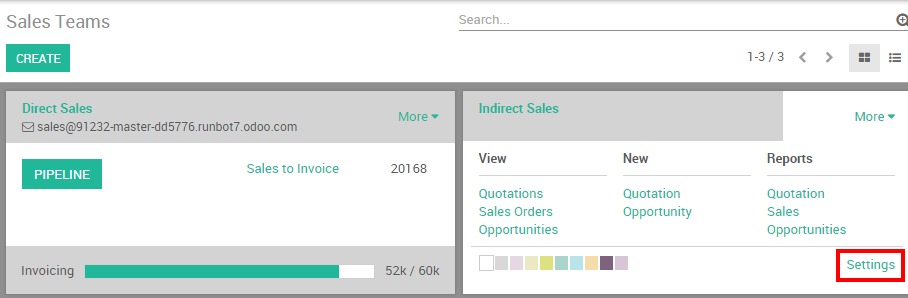 Sales Teams
Search...
CREATE
1-3 / 3
Direct Sales
More
sales@91232-master-dd5776.runbot7.odoo.com
PIPELINE
Sales to Invoice 20168
Invoicing 52k / 60k
Indirect Sales
More
View New Reports
Quotations Quotation Quotation
Sales Orders Opportunity Sales
Opportunities Opportunities
Settings